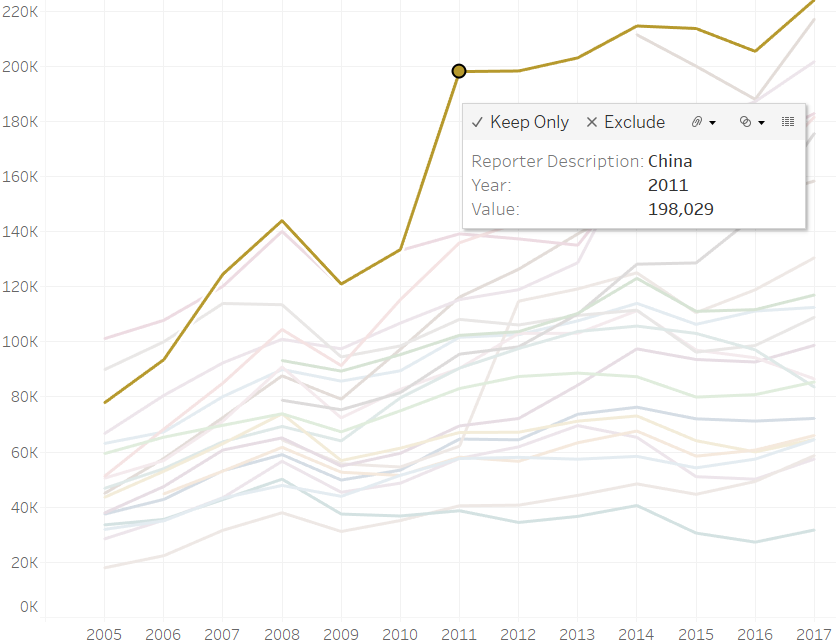 220K
200K
180K
160K
140K
120K
100K
80K
60K
40K
20K
0K
Keep Only Exclude
Reporter Description: China
Year: 2011
Value: 198,029
2005 2006 2007 2008 2009 2010 2011 2012 2013 2014 2015 2016 2017